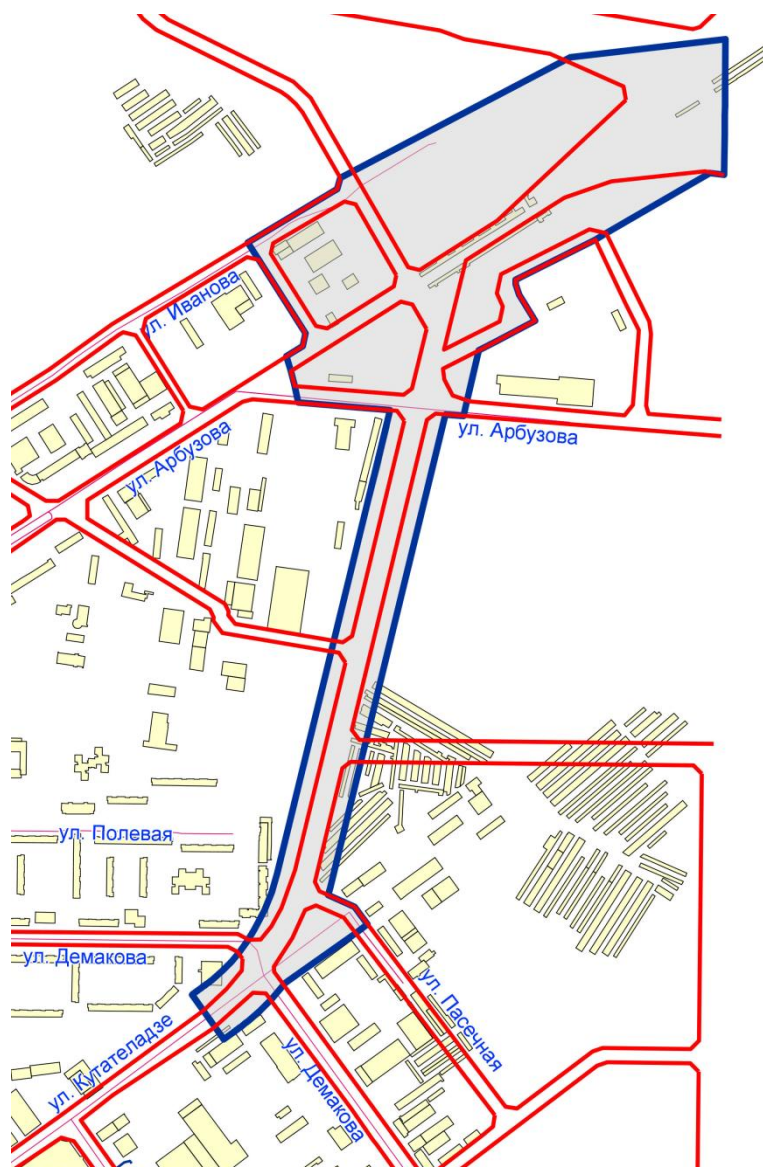 ул. Иванова
ул. Арбузова
ул. Арбузова
ул. Полевая
ул. Демакова
ул. Пасечная
ул. Кутателадзе
ул. Демакова